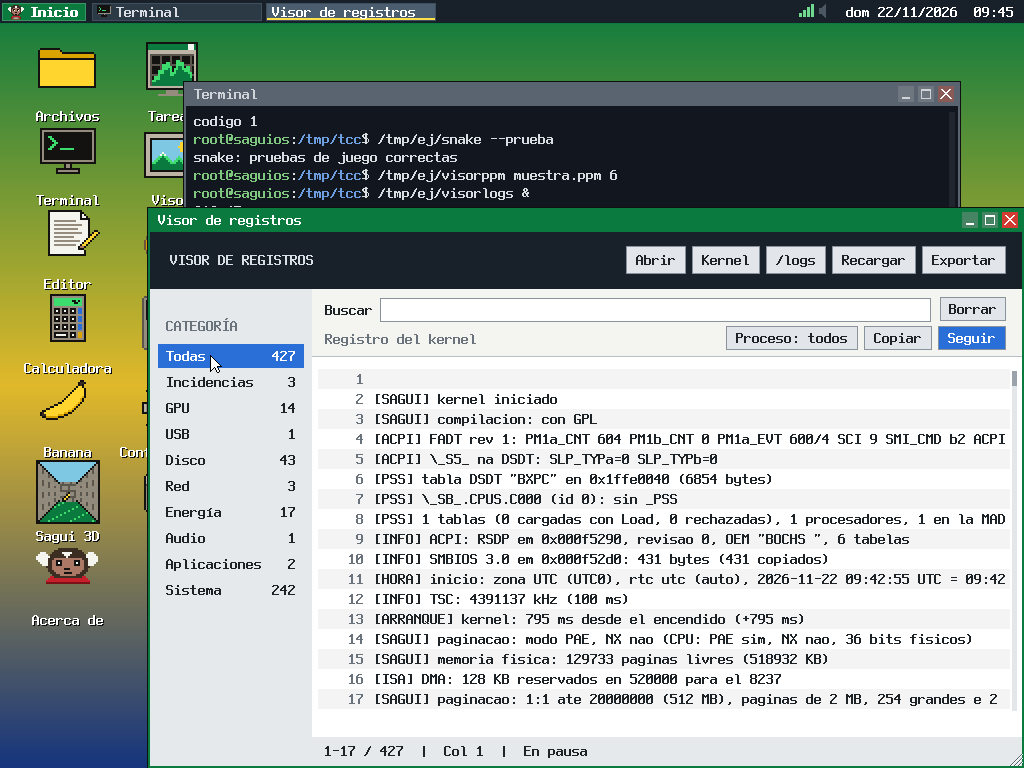 Inicio
Terminal
Visor de registros
dom 22/11/2026 09:45
Archivos
Terminal
Editor
Calculadora
Banana
Sagui 3D
Acerca de
Terminal
codigo 1
root@saguios:/tmp/tcc$ /tmp/ej/snake --prueba
snake: pruebas de juego correctas
root@saguios:/tmp/tcc$ /tmp/ej/visorppm muestra.ppm 6
root@saguios:/tmp/tcc$ /tmp/ej/visorlogs &
Visor de registros
VISOR DE REGISTROS
Abrir
Kernel
/logs
Recargar
Exportar
CATEGORÍA
Todas 427
Incidencias 3
GPU 14
USB 1
Disco 43
Red 3
Energía 17
Audio 1
Aplicaciones 2
Sistema 242
Buscar
Borrar
Registro del kernel
Proceso: todos
Copiar
Seguir
1
2 [SAGUI] kernel iniciado
3 [SAGUI] compilacion: con GPL
4 [ACPI] FADT rev 1: PM1a_CNT 604 PM1b_CNT 0 PM1a_EVT 600/4 SCI 9 SMI_CMD b2 ACPI
5 [ACPI] \_S5_ na DSDT: SLP_TYPa=0 SLP_TYPb=0
6 [PSS] tabla DSDT "BXPC" en 0x1ffe0040 (6854 bytes)
7 [PSS] \_SB_.CPUS.C000 (id 0): sin _PSS
8 [PSS] 1 tablas (0 cargadas con Load, 0 rechazadas), 1 procesadores, 1 en la MAD
9 [INFO] ACPI: RSDP em 0x000f5290, revisao 0, OEM "BOCHS ", 6 tabelas
10 [INFO] SMBIOS 3.0 em 0x000f52d0: 431 bytes (431 copiados)
11 [HORA] inicio: zona UTC (UTC0), rtc utc (auto), 2026-11-22 09:42:55 UTC = 09:42
12 [INFO] TSC: 4391137 kHz (100 ms)
13 [ARRANQUE] kernel: 795 ms desde el encendido (+795 ms)
14 [SAGUI] paginacao: modo PAE, NX nao (CPU: PAE sim, NX nao, 36 bits fisicos)
15 [SAGUI] memoria fisica: 129733 paginas livres (518932 KB)
16 [ISA] DMA: 128 KB reservados en 520000 para el 8237
17 [SAGUI] paginacao: 1:1 ate 20000000 (512 MB), paginas de 2 MB, 254 grandes e 2
1-17 / 427 | Col 1 | En pausa